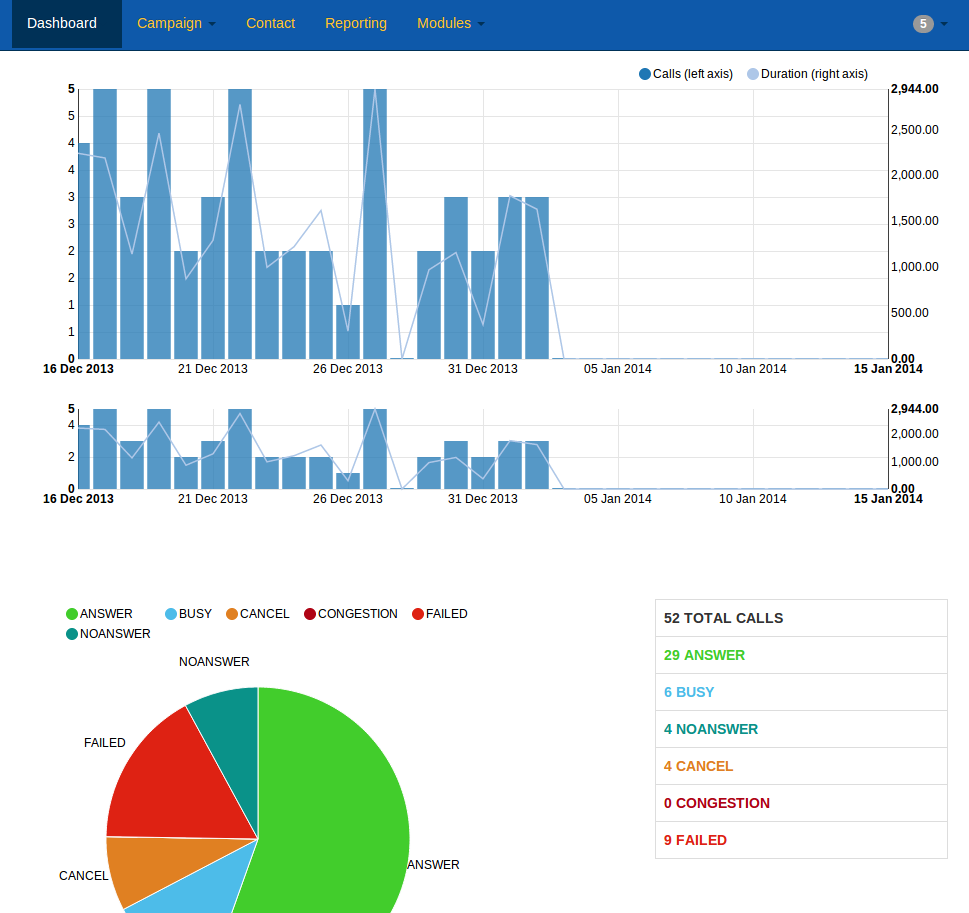 Dashboard Campaign Contact Reporting Modules 5
Calls (left axis) Duration (right axis)
5 2,944.00
5 2,500.00
4 2,000.00
4
3 1,500.00
3
2 1,000.00
2
1 500.00
1
0 0.00
16 Dec 2013 21 Dec 2013 26 Dec 2013 31 Dec 2013 05 Jan 2014 10 Jan 2014 15 Jan 2014
5 2,944.00
4 2,000.00
2 1,000.00
0 0.00
16 Dec 2013 21 Dec 2013 26 Dec 2013 31 Dec 2013 05 Jan 2014 10 Jan 2014 15 Jan 2014
ANSWER BUSY CANCEL CONGESTION FAILED
NOANSWER
NOANSWER
FAILED
ANSWER
CANCEL
52 TOTAL CALLS
29 ANSWER
6 BUSY
4 NOANSWER
4 CANCEL
0 CONGESTION
9 FAILED